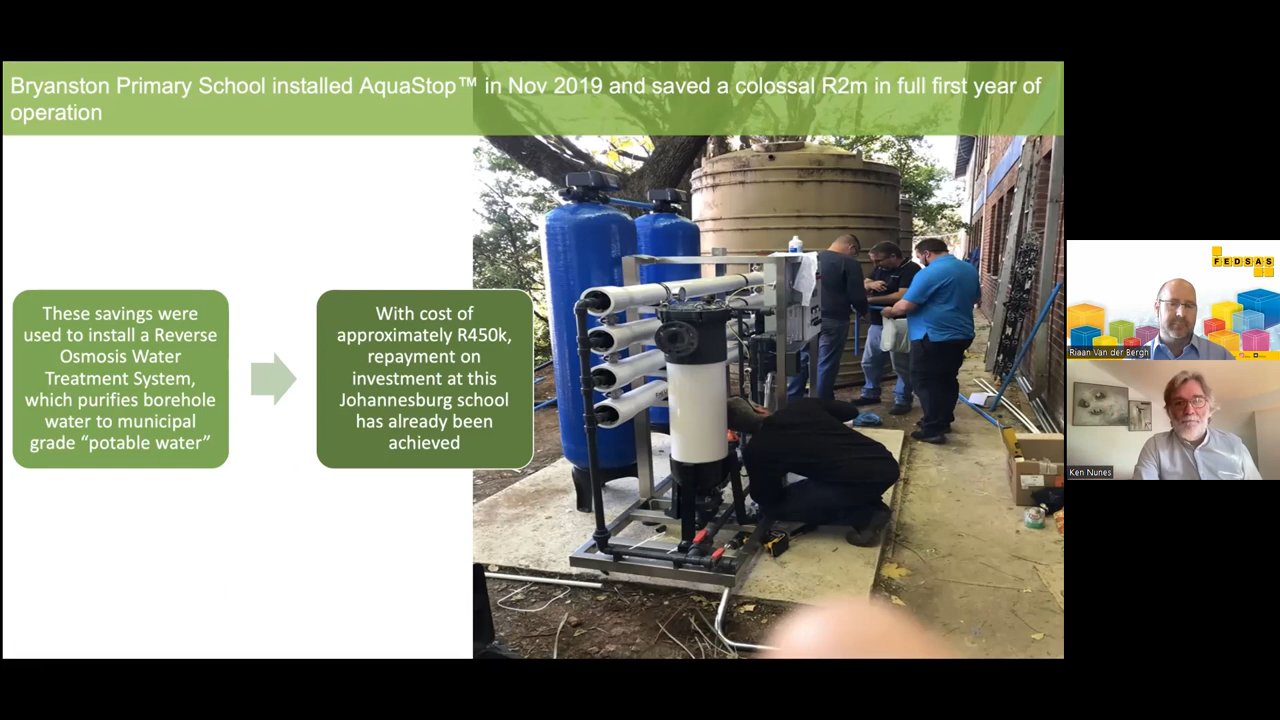 Bryanston Primary School installed AquaStop™ in Nov 2019 and saved a colossal R2m in full first year of
operation
These savings were
used to install a Reverse
Osmosis Water
Treatment System,
which purifies borehole
water to municipal
grade “potable water”
With cost of
approximately R450k,
repayment on
investment at this
Johannesburg school
has already been
achieved
FEDSAS
Riaan Van der Bergh
Ken Nunes